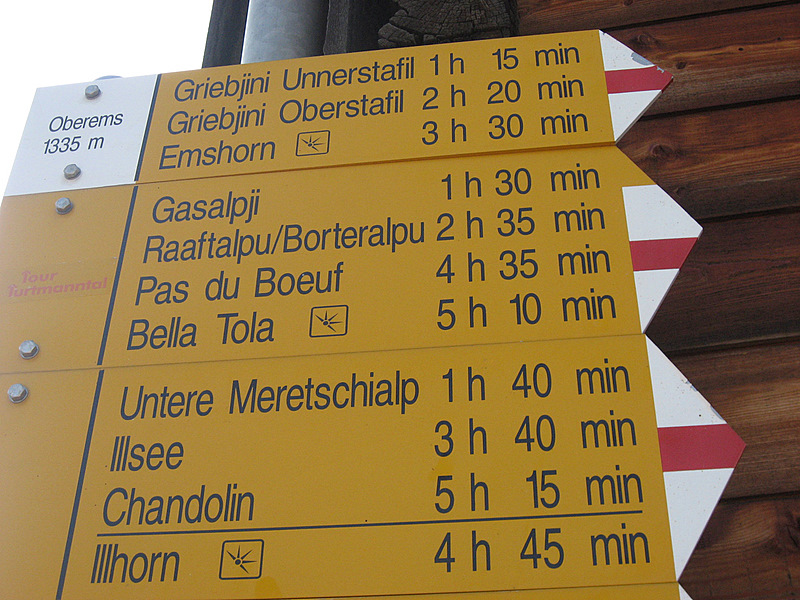 Oberems
1335 m
Griebjini Unnerstafil 1 h 15 min
Griebjini Oberstafil 2 h 20 min
Emshorn 3 h 30 min
Tour
Turtmanntal
Gasalpji 1 h 30 min
Raaftalpu/Borteralpu 2 h 35 min
Pas du Boeuf 4 h 35 min
Bella Tola 5 h 10 min
Untere Meretschialp 1 h 40 min
Illsee 3 h 40 min
Chandolin 5 h 15 min
Illhorn 4 h 45 min